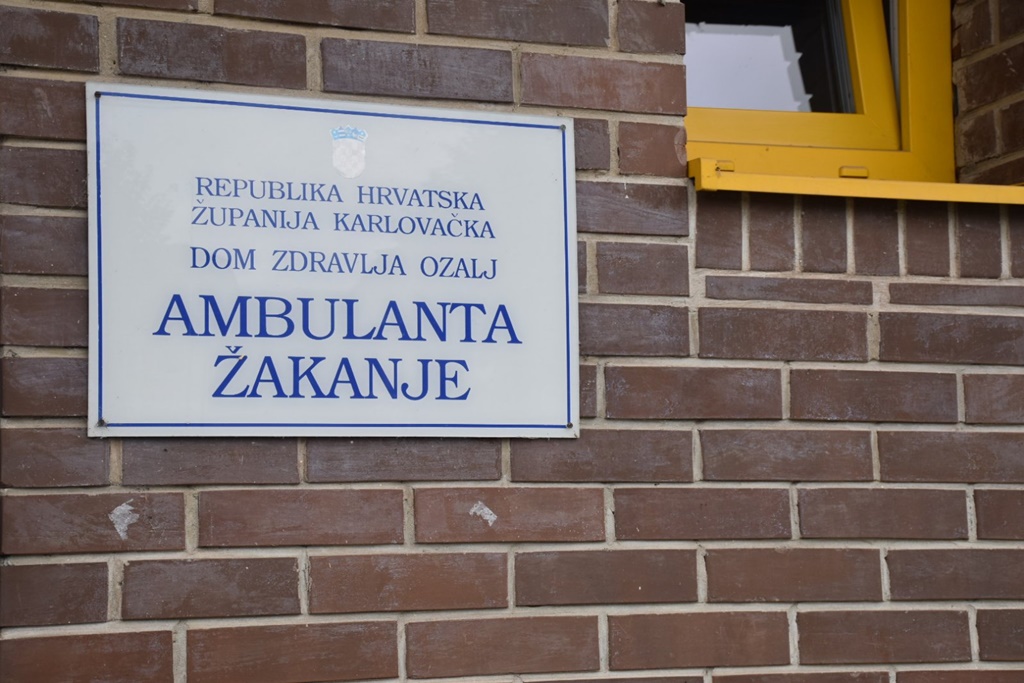 REPUBLIKA HRVATSKA
ŽUPANIJA KARLOVAČKA
DOM ZDRAVLJA OZALJ
AMBULANTA
ŽAKANJE